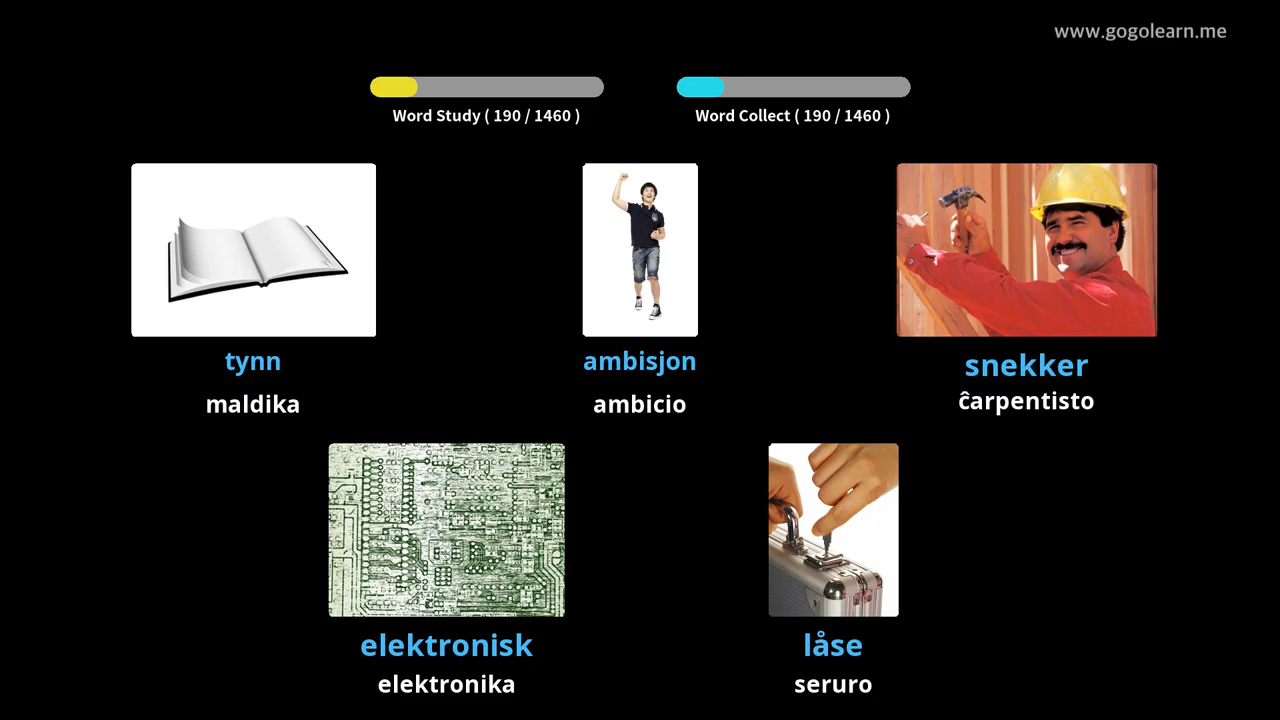 www.gogolearn.me
Word Study ( 190 / 1460 )
Word Collect ( 190 / 1460 )
tynn
maldika
ambisjon
ambicio
snekker
ĉarpentisto
elektronisk
elektronika
låse
seruro